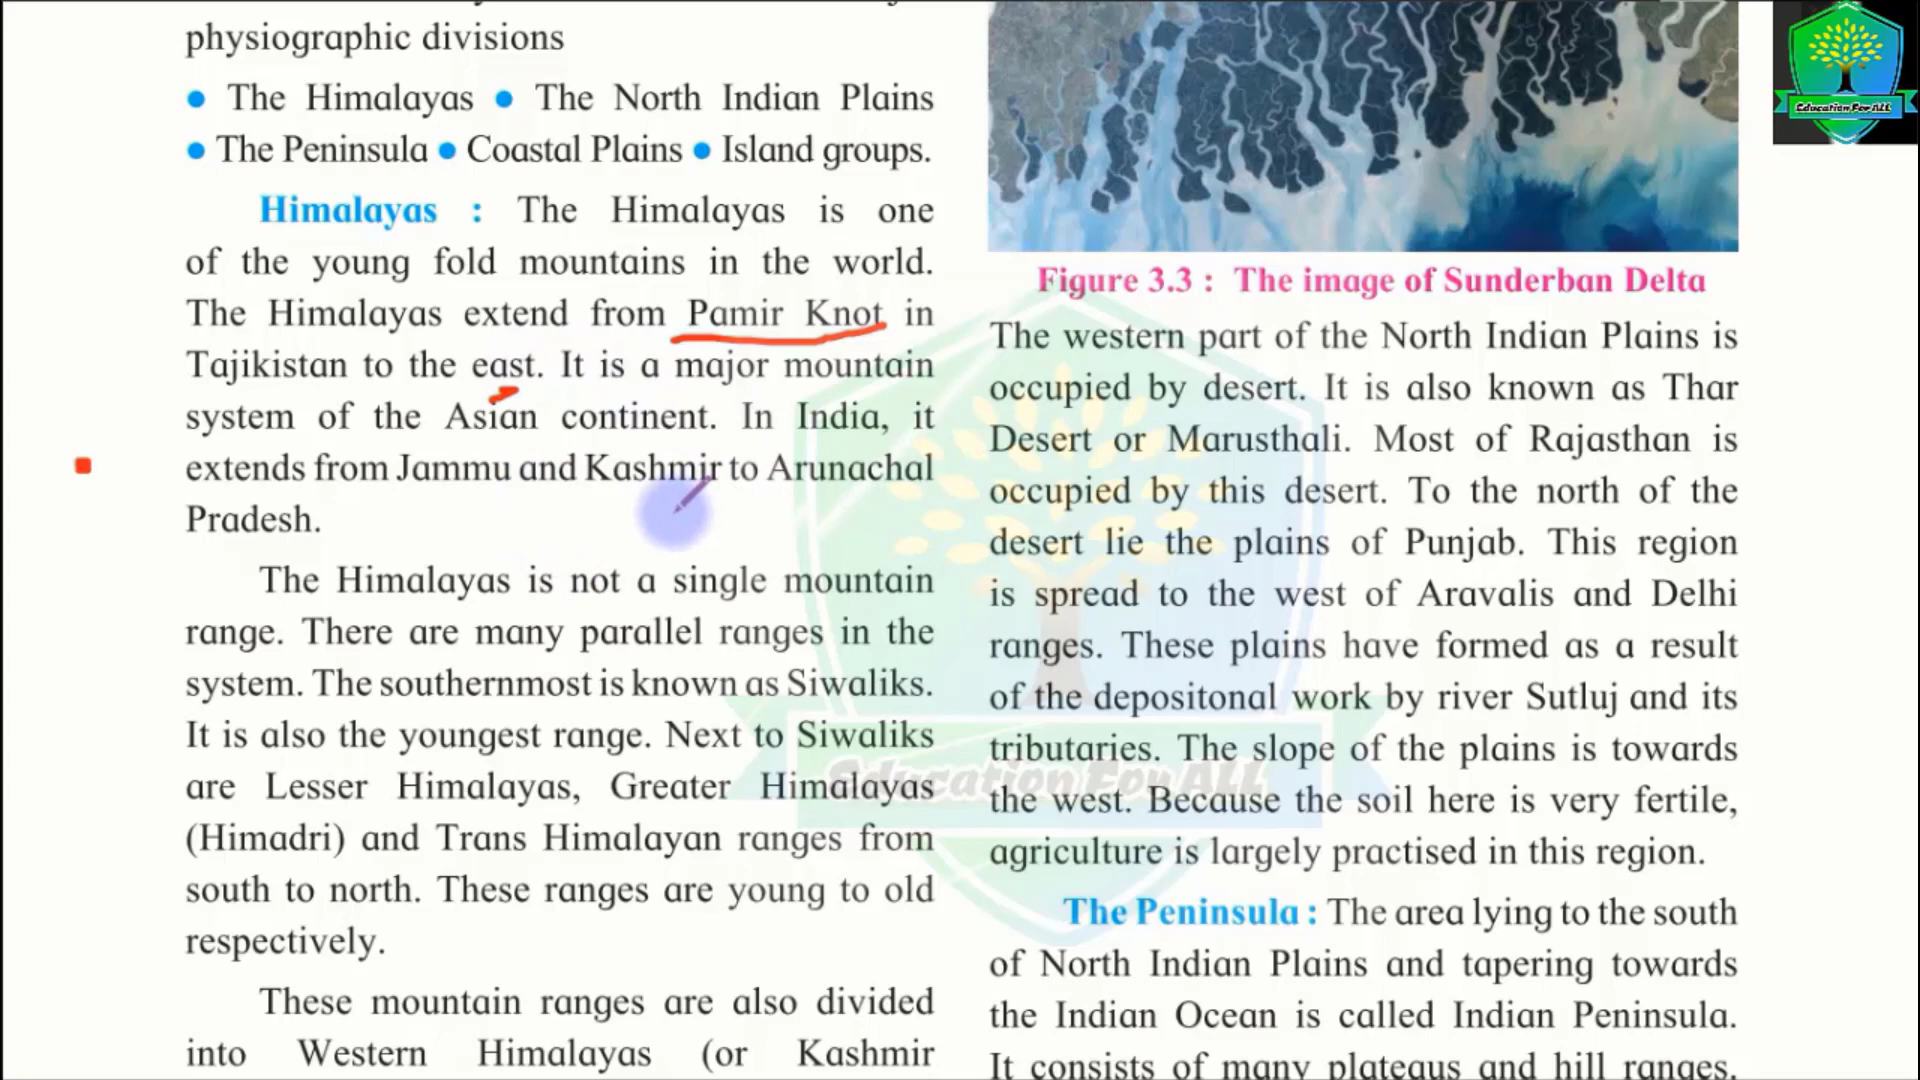 physiographic divisions
• The Himalayas • The North Indian Plains
• The Peninsula • Coastal Plains • Island groups.
Himalayas : The Himalayas is one
of the young fold mountains in the world.
The Himalayas extend from Pamir Knot in
Tajikistan to the east. It is a major mountain
system of the Asian continent. In India, it
extends from Jammu and Kashmir to Arunachal
Pradesh.
The Himalayas is not a single mountain
range. There are many parallel ranges in the
system. The southernmost is known as Siwaliks.
It is also the youngest range. Next to Siwaliks
are Lesser Himalayas, Greater Himalayas
(Himadri) and Trans Himalayan ranges from
south to north. These ranges are young to old
respectively.
These mountain ranges are also divided
into Western Himalayas (or Kashmir
Figure 3.3 : The image of Sunderban Delta
The western part of the North Indian Plains is
occupied by desert. It is also known as Thar
Desert or Marusthali. Most of Rajasthan is
occupied by this desert. To the north of the
desert lie the plains of Punjab. This region
is spread to the west of Aravalis and Delhi
ranges. These plains have formed as a result
of the depositonal work by river Sutluj and its
tributaries. The slope of the plains is towards
the west. Because the soil here is very fertile,
agriculture is largely practised in this region.
The Peninsula : The area lying to the south
of North Indian Plains and tapering towards
the Indian Ocean is called Indian Peninsula.
It consists of many plateaus and hill ranges.
Education For ALL
Education For ALL